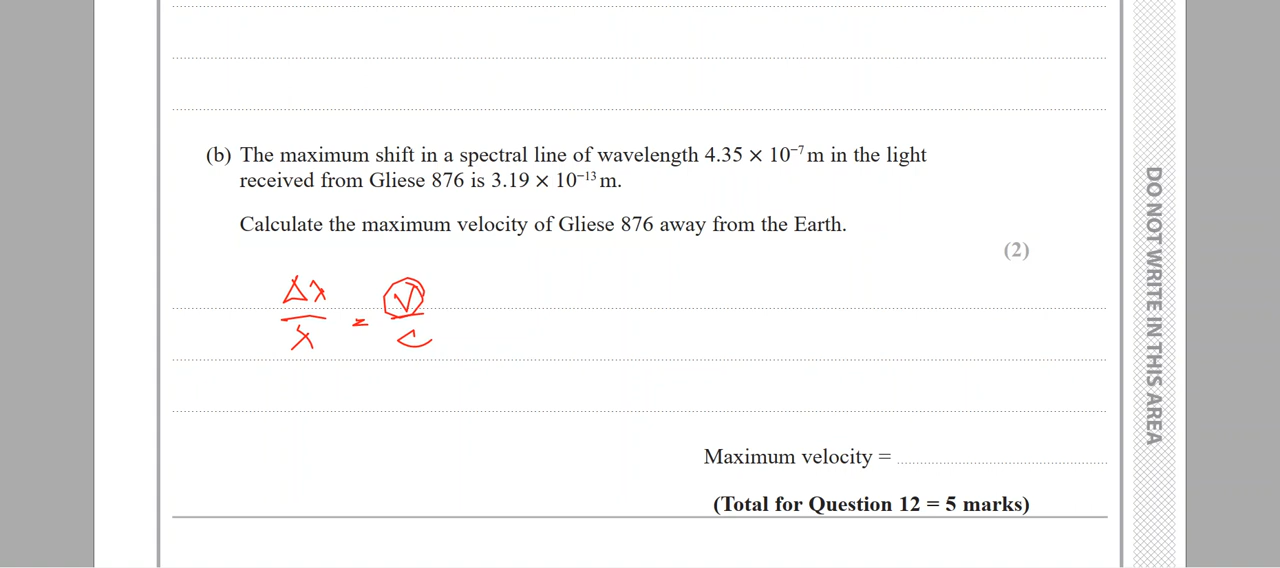 (b) The maximum shift in a spectral line of wavelength 4.35 × 10⁻⁷ m in the light
received from Gliese 876 is 3.19 × 10⁻¹³ m.
Calculate the maximum velocity of Gliese 876 away from the Earth.
(2)
Δλ/λ = V/C
Maximum velocity =
(Total for Question 12 = 5 marks)
DO NOT WRITE IN THIS AREA